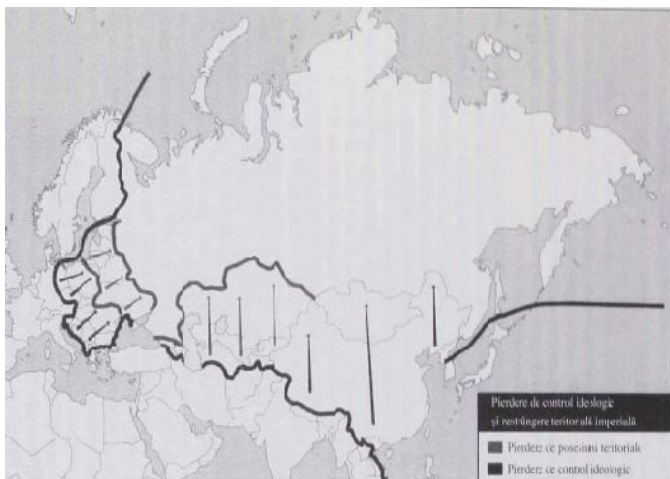 Pierdere de control ideologic
și restrângere teritorială imperială
Pierdere de posesiuni teritoriale
Pierdere de control ideologic